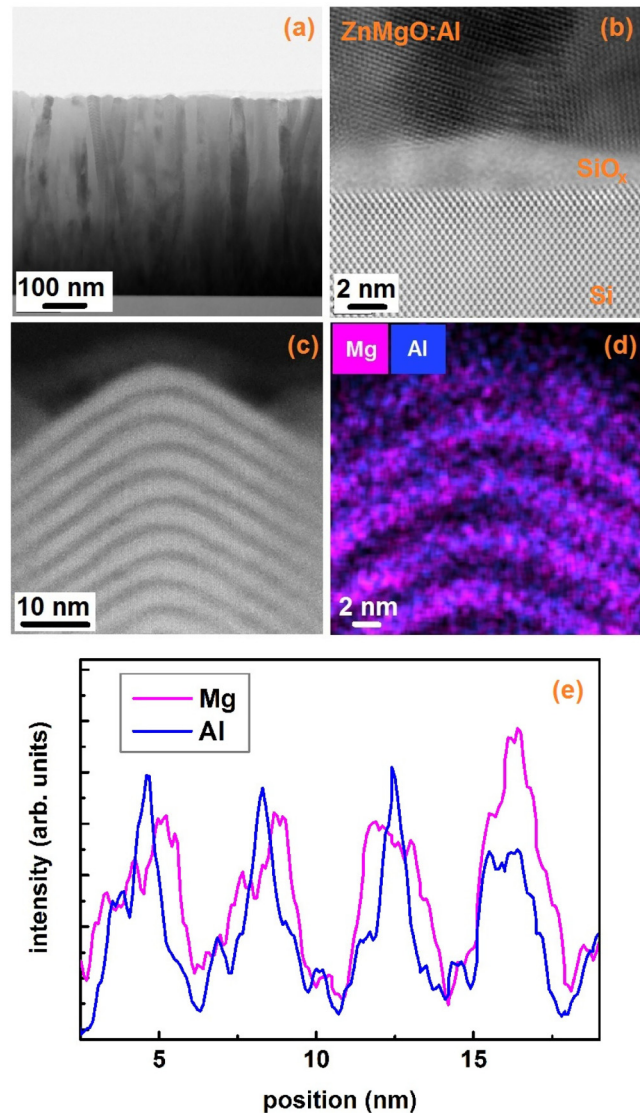 (a)
100 nm
ZnMgO:Al
(b)
SiOₓ
Si
2 nm
(c)
10 nm
Mg Al
(d)
2 nm
(e)
Mg
Al
intensity (arb. units)
5 10 15
position (nm)